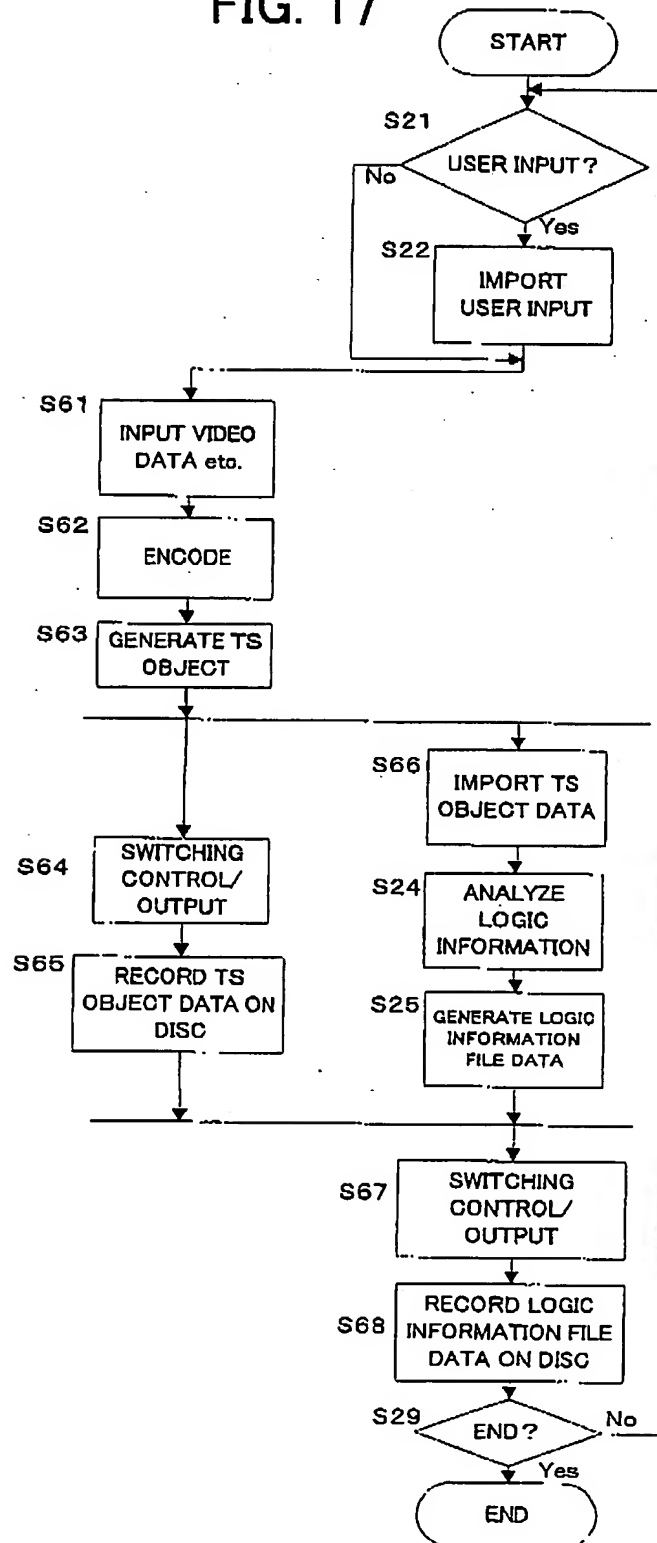 FIG. 17
START
S21
USER INPUT?
No
Yes
S22
IMPORT
USER INPUT
S61
INPUT VIDEO
DATA etc.
S62
ENCODE
S63
GENERATE TS
OBJECT
S66
IMPORT TS
OBJECT DATA
S64
SWITCHING
CONTROL/
OUTPUT
S24
ANALYZE
LOGIC
INFORMATION
S65
RECORD TS
OBJECT DATA ON
DISC
S25
GENERATE LOGIC
INFORMATION
FILE DATA
S67
SWITCHING
CONTROL/
OUTPUT
S68
RECORD LOGIC
INFORMATION FILE
DATA ON DISC
S29
END?
No
Yes
END